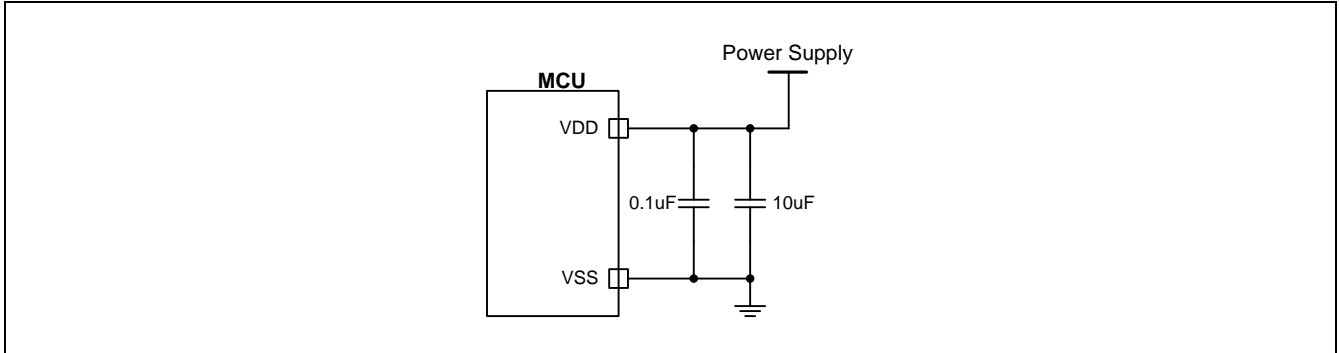 Power Supply
MCU
VDD
0.1uF
10uF
VSS